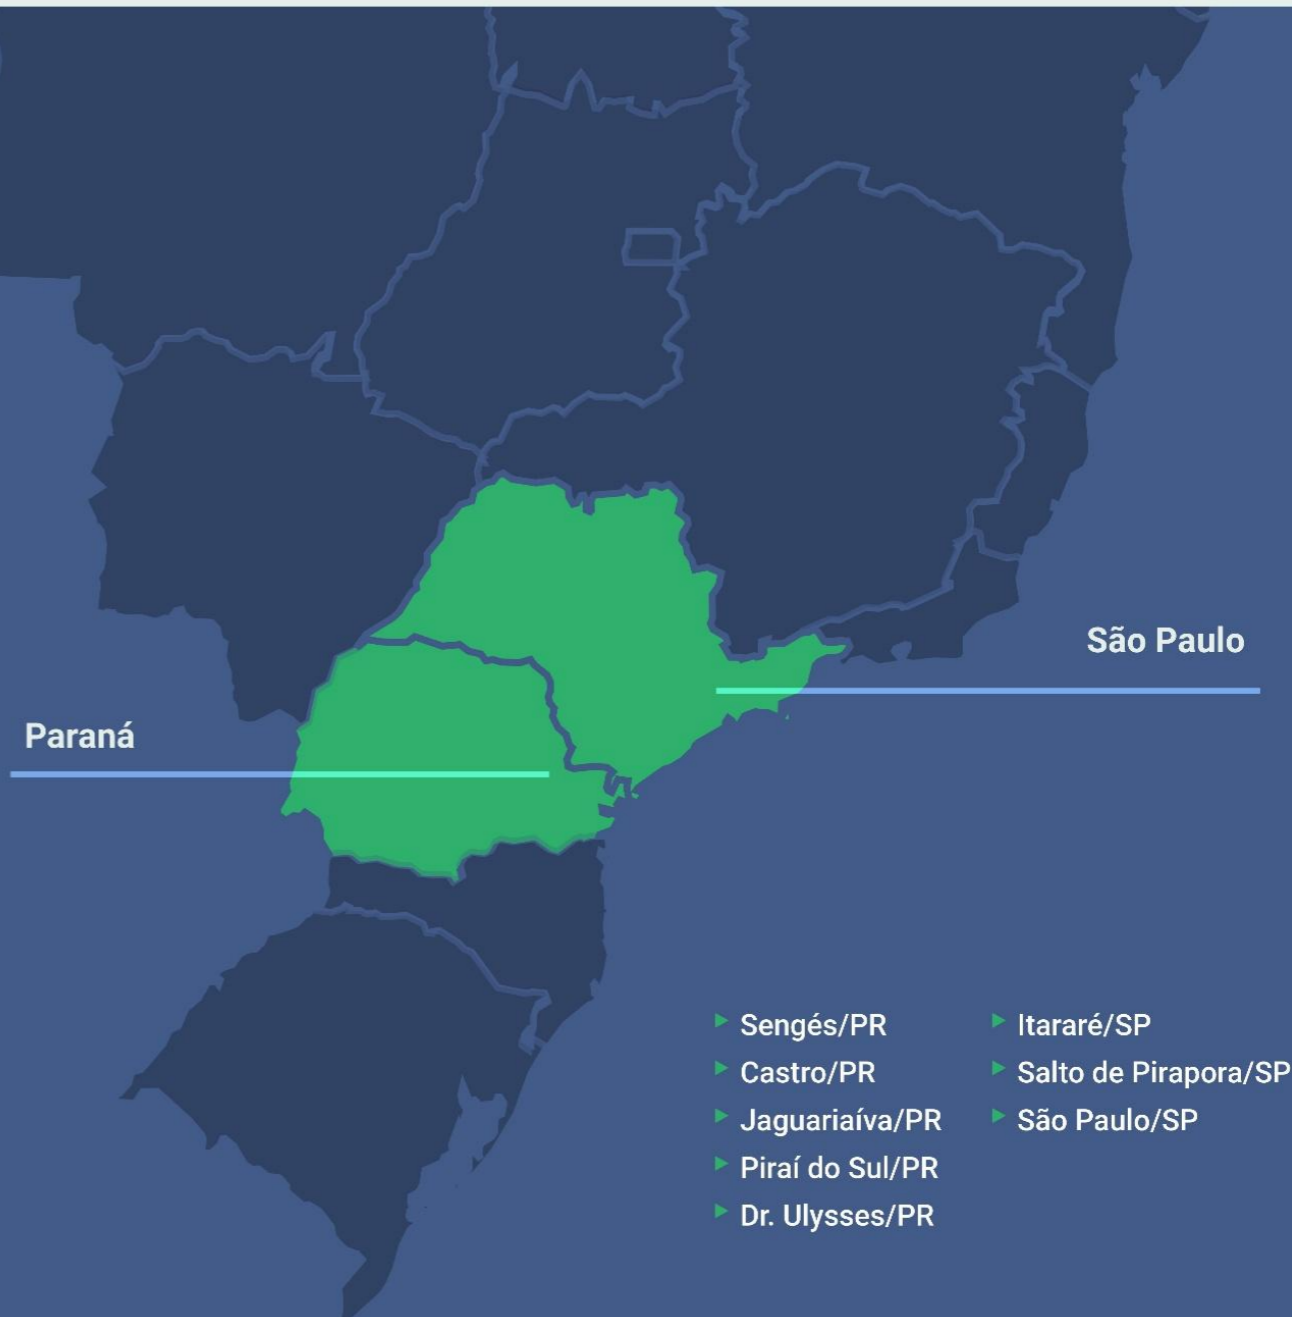 São Paulo
Paraná
Sengés/PR
Castro/PR
Jaguariaíva/PR
Piraí do Sul/PR
Dr. Ulysses/PR
Itararé/SP
Salto de Pirapora/SP
São Paulo/SP